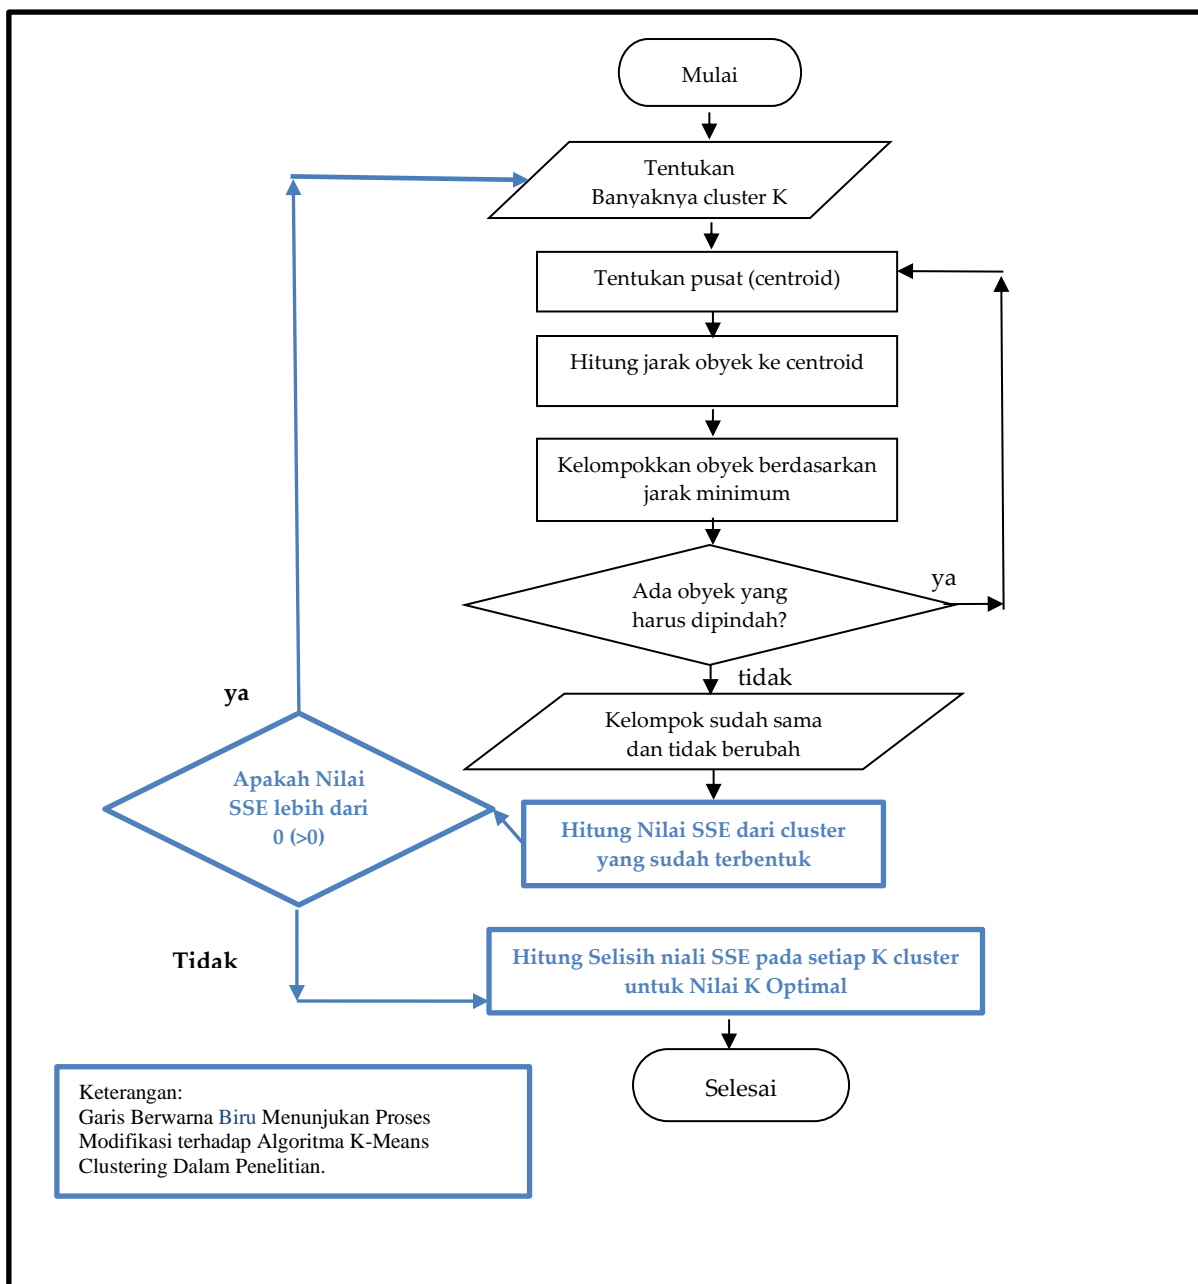 Mulai
Tentukan
Banyaknya cluster K
Tentukan pusat (centroid)
Hitung jarak obyek ke centroid
Kelompokkan obyek berdasarkan
jarak minimum
Ada obyek yang
harus dipindah?
ya
tidak
Kelompok sudah sama
dan tidak berubah
Hitung Nilai SSE dari cluster
yang sudah terbentuk
Apakah Nilai
SSE lebih dari
0 (>0)
ya
Tidak
Hitung Selisih niali SSE pada setiap K cluster
untuk Nilai K Optimal
Selesai
Keterangan:
Garis Berwarna Biru Menunjukan Proses
Modifikasi terhadap Algoritma K-Means
Clustering Dalam Penelitian.